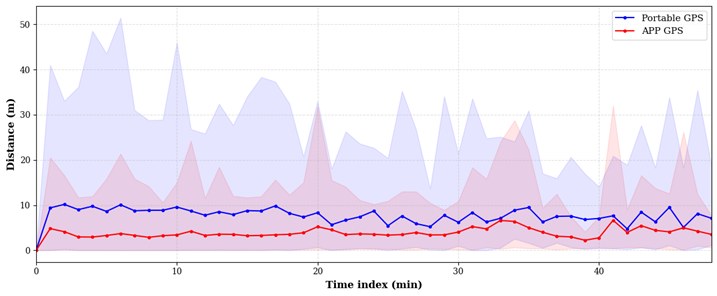 Portable GPS
APP GPS
Distance (m)
50
40
30
20
10
0
0 10 20 30 40
Time index (min)